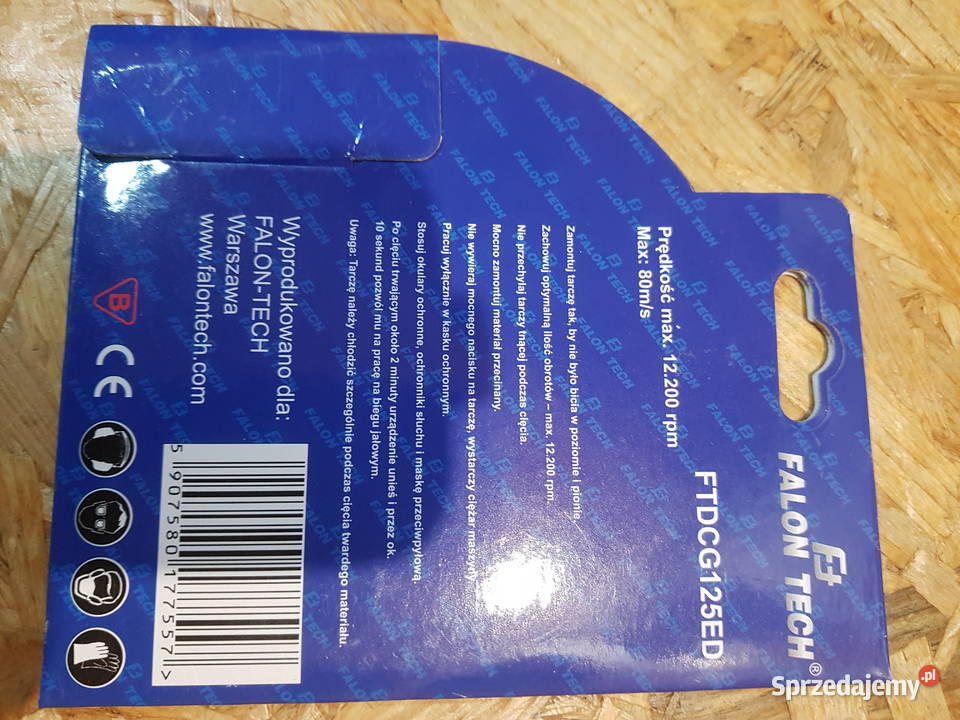 FALON TECH®
FTDCG125ED
Prędkość máx. 12.200 rpm
Max: 80m/s
Zamontuj tarczę tak, by nie było bicia w poziomie i pionie.
Zachowuj optymalną ilość obrotów – max. 12.200 rpm.
Nie przechylaj tarczy tnącej podczas cięcia.
Mocno zamontuj materiał przecinany.
Nie wywieraj mocnego nacisku na tarczę, wystarczy ciężar maszyny.
Pracuj wyłącznie w kasku ochronnym.
Stosuj okulary ochronne, ochronniki słuchu i maskę przeciwpyłową.
Po cięciu trwającym około 2 minuty urządzenie unieś i przez ok.
10 sekund pozwól mu na pracę na biegu jałowym.
Uwaga: Tarczę należy chłodzić szczególnie podczas cięcia twardego materiału.
Wyprodukowano dla:
FALON-TECH
Warszawa
www.falontech.com
B CE
5 907580 177557 >
Sprzedajemy.pl